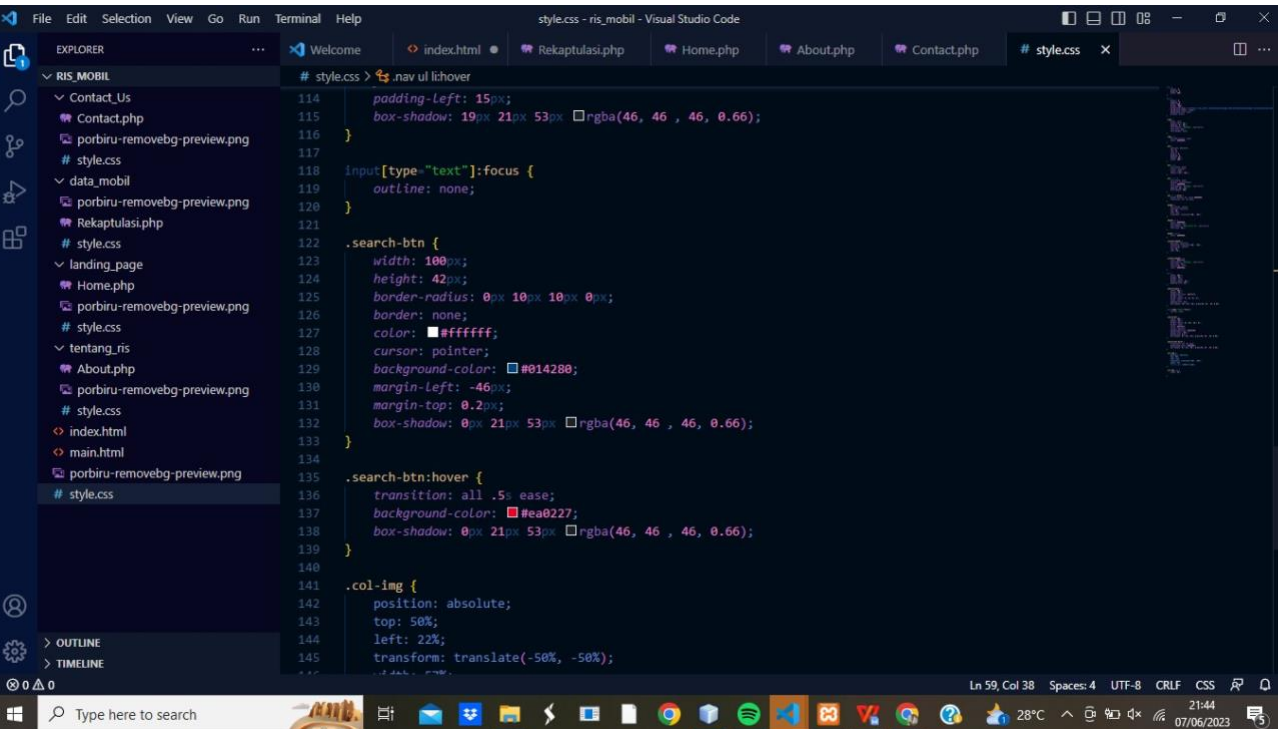 File Edit Selection View Go Run Terminal Help style.css - ris_mobil - Visual Studio Code
EXPLORER
Welcome index.html Rekaptulasi.php Home.php About.php Contact.php # style.css
RIS_MOBIL
# style.css > .nav ul li:hover
Contact_Us
Contact.php
porbiru-removebg-preview.png
# style.css
data_mobil
porbiru-removebg-preview.png
Rekaptulasi.php
# style.css
landing_page
Home.php
porbiru-removebg-preview.png
# style.css
tentang_ris
About.php
porbiru-removebg-preview.png
# style.css
index.html
main.html
porbiru-removebg-preview.png
# style.css
OUTLINE
TIMELINE
114 padding-left: 15px;
115 box-shadow: 19px 21px 53px rgba(46, 46 , 46, 0.66);
116 }
117
118 input[type="text"]:focus {
119 outline: none;
120 }
121
122 .search-btn {
123 width: 100px;
124 height: 42px;
125 border-radius: 0px 10px 10px 0px;
126 border: none;
127 color: #ffffff;
128 cursor: pointer;
129 background-color: #014280;
130 margin-left: -46px;
131 margin-top: 0.2px;
132 box-shadow: 0px 21px 53px rgba(46, 46 , 46, 0.66);
133 }
134
135 .search-btn:hover {
136 transition: all .5s ease;
137 background-color: #ea0227;
138 box-shadow: 0px 21px 53px rgba(46, 46 , 46, 0.66);
139 }
140
141 .col-img {
142 position: absolute;
143 top: 50%;
144 left: 22%;
145 transform: translate(-50%, -50%);
0 0 Ln 59, Col 38 Spaces: 4 UTF-8 CRLF CSS
Type here to search 28°C 21:44
07/06/2023